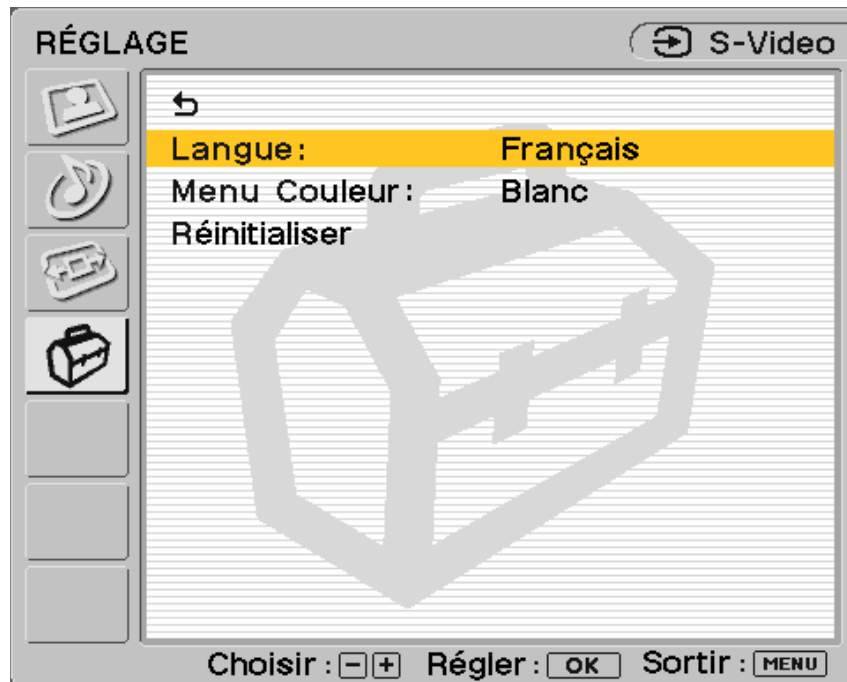 RÉGLAGE S-Video
Langue: Français
Menu Couleur: Blanc
Réinitialiser
Choisir : - + Régler : OK Sortir : MENU